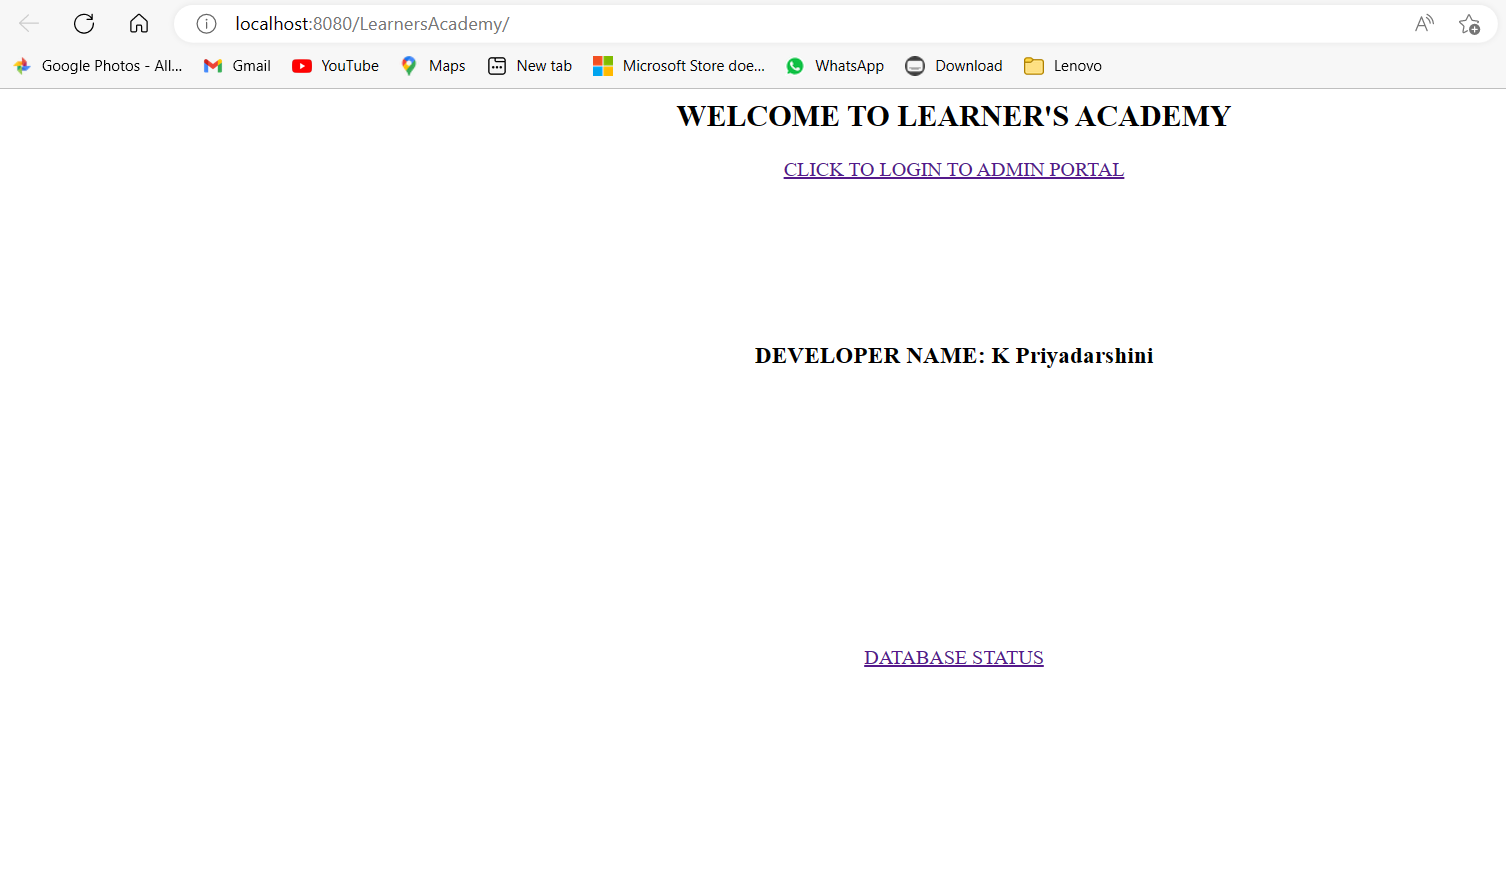 localhost:8080/LearnersAcademy/
Google Photos - All... Gmail YouTube Maps New tab Microsoft Store doe... WhatsApp Download Lenovo
WELCOME TO LEARNER'S ACADEMY
CLICK TO LOGIN TO ADMIN PORTAL
DEVELOPER NAME: K Priyadarshini
DATABASE STATUS